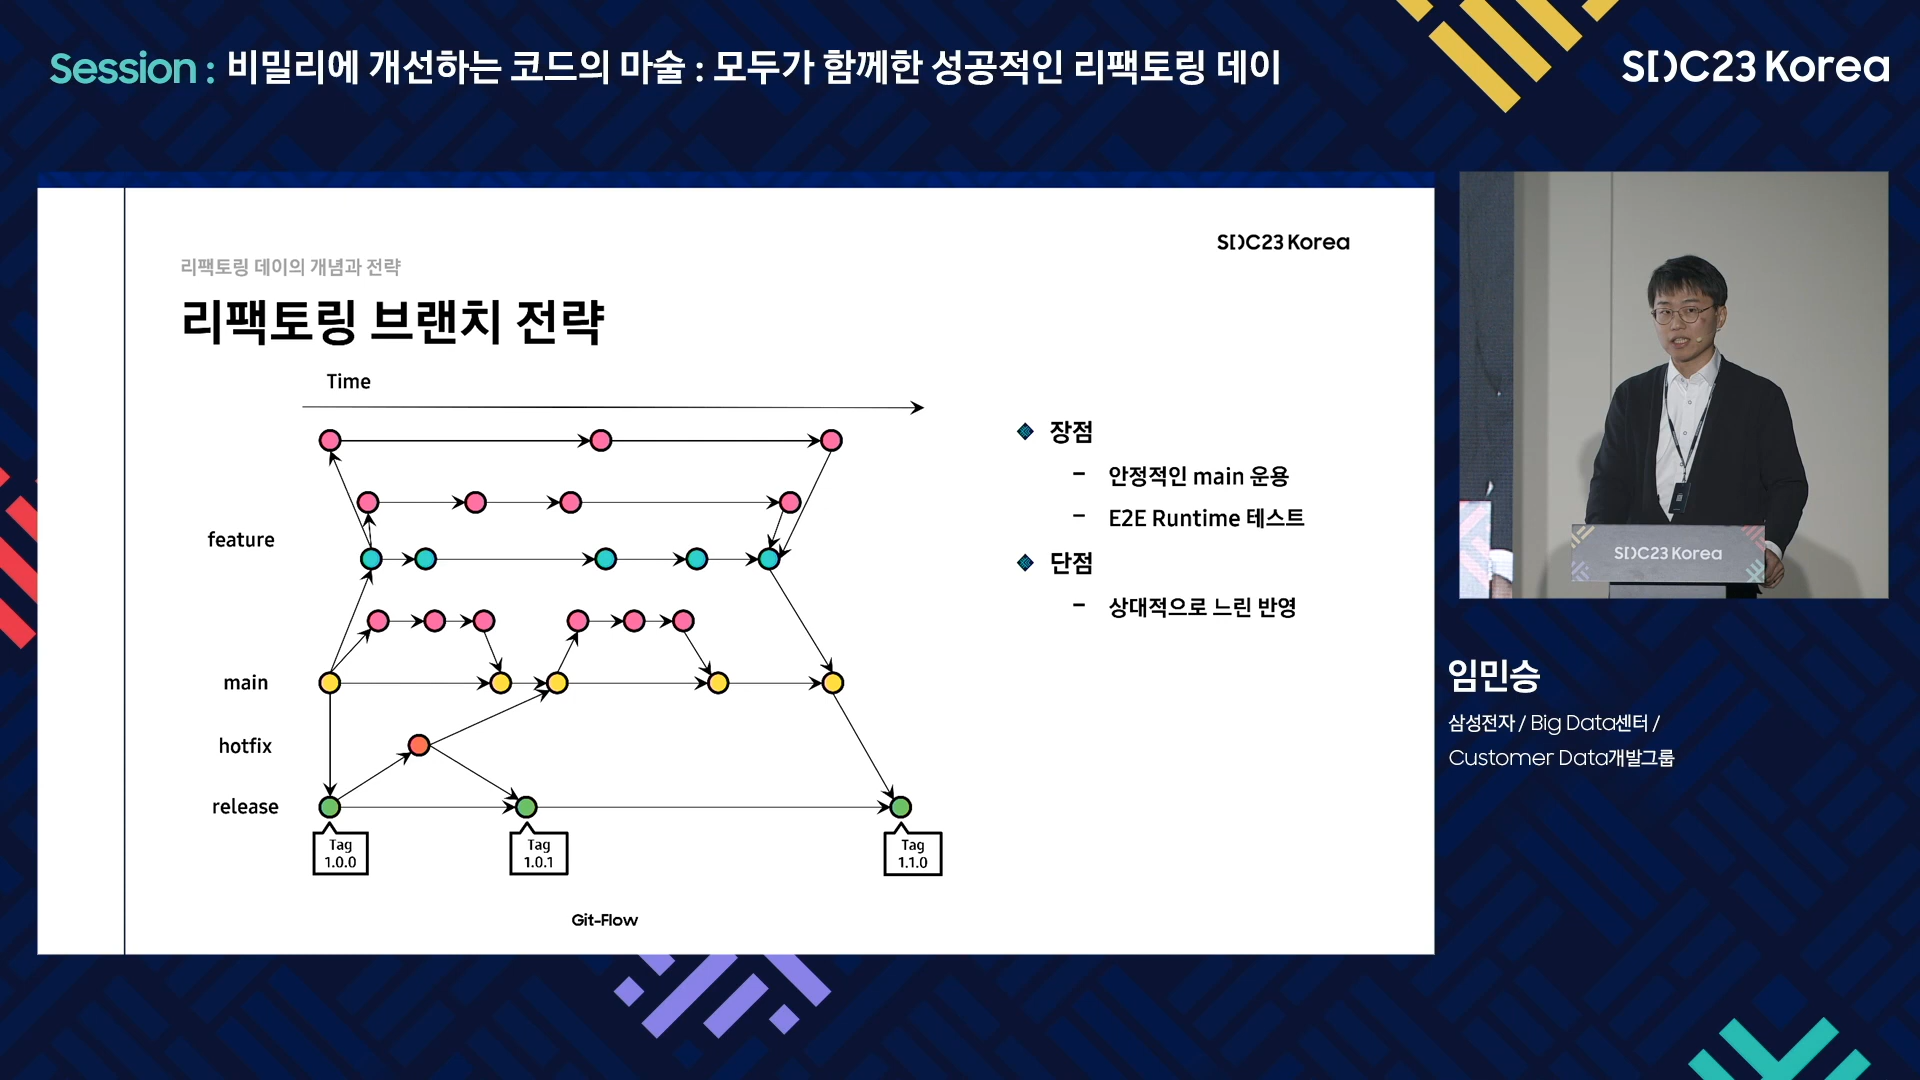 Session : 비밀리에 개선하는 코드의 마술 : 모두가 함께한 성공적인 리팩토링 데이
SDC23 Korea
SDC23 Korea
리팩토링 데이의 개념과 전략
리팩토링 브랜치 전략
Time
feature
main
hotfix
release
Tag
1.0.0
Tag
1.0.1
Tag
1.1.0
Git-Flow
장점
- 안정적인 main 운용
- E2E Runtime 테스트
단점
- 상대적으로 느린 반영
SDC23 Korea
임민승
삼성전자 / Big Data센터 /
Customer Data개발그룹